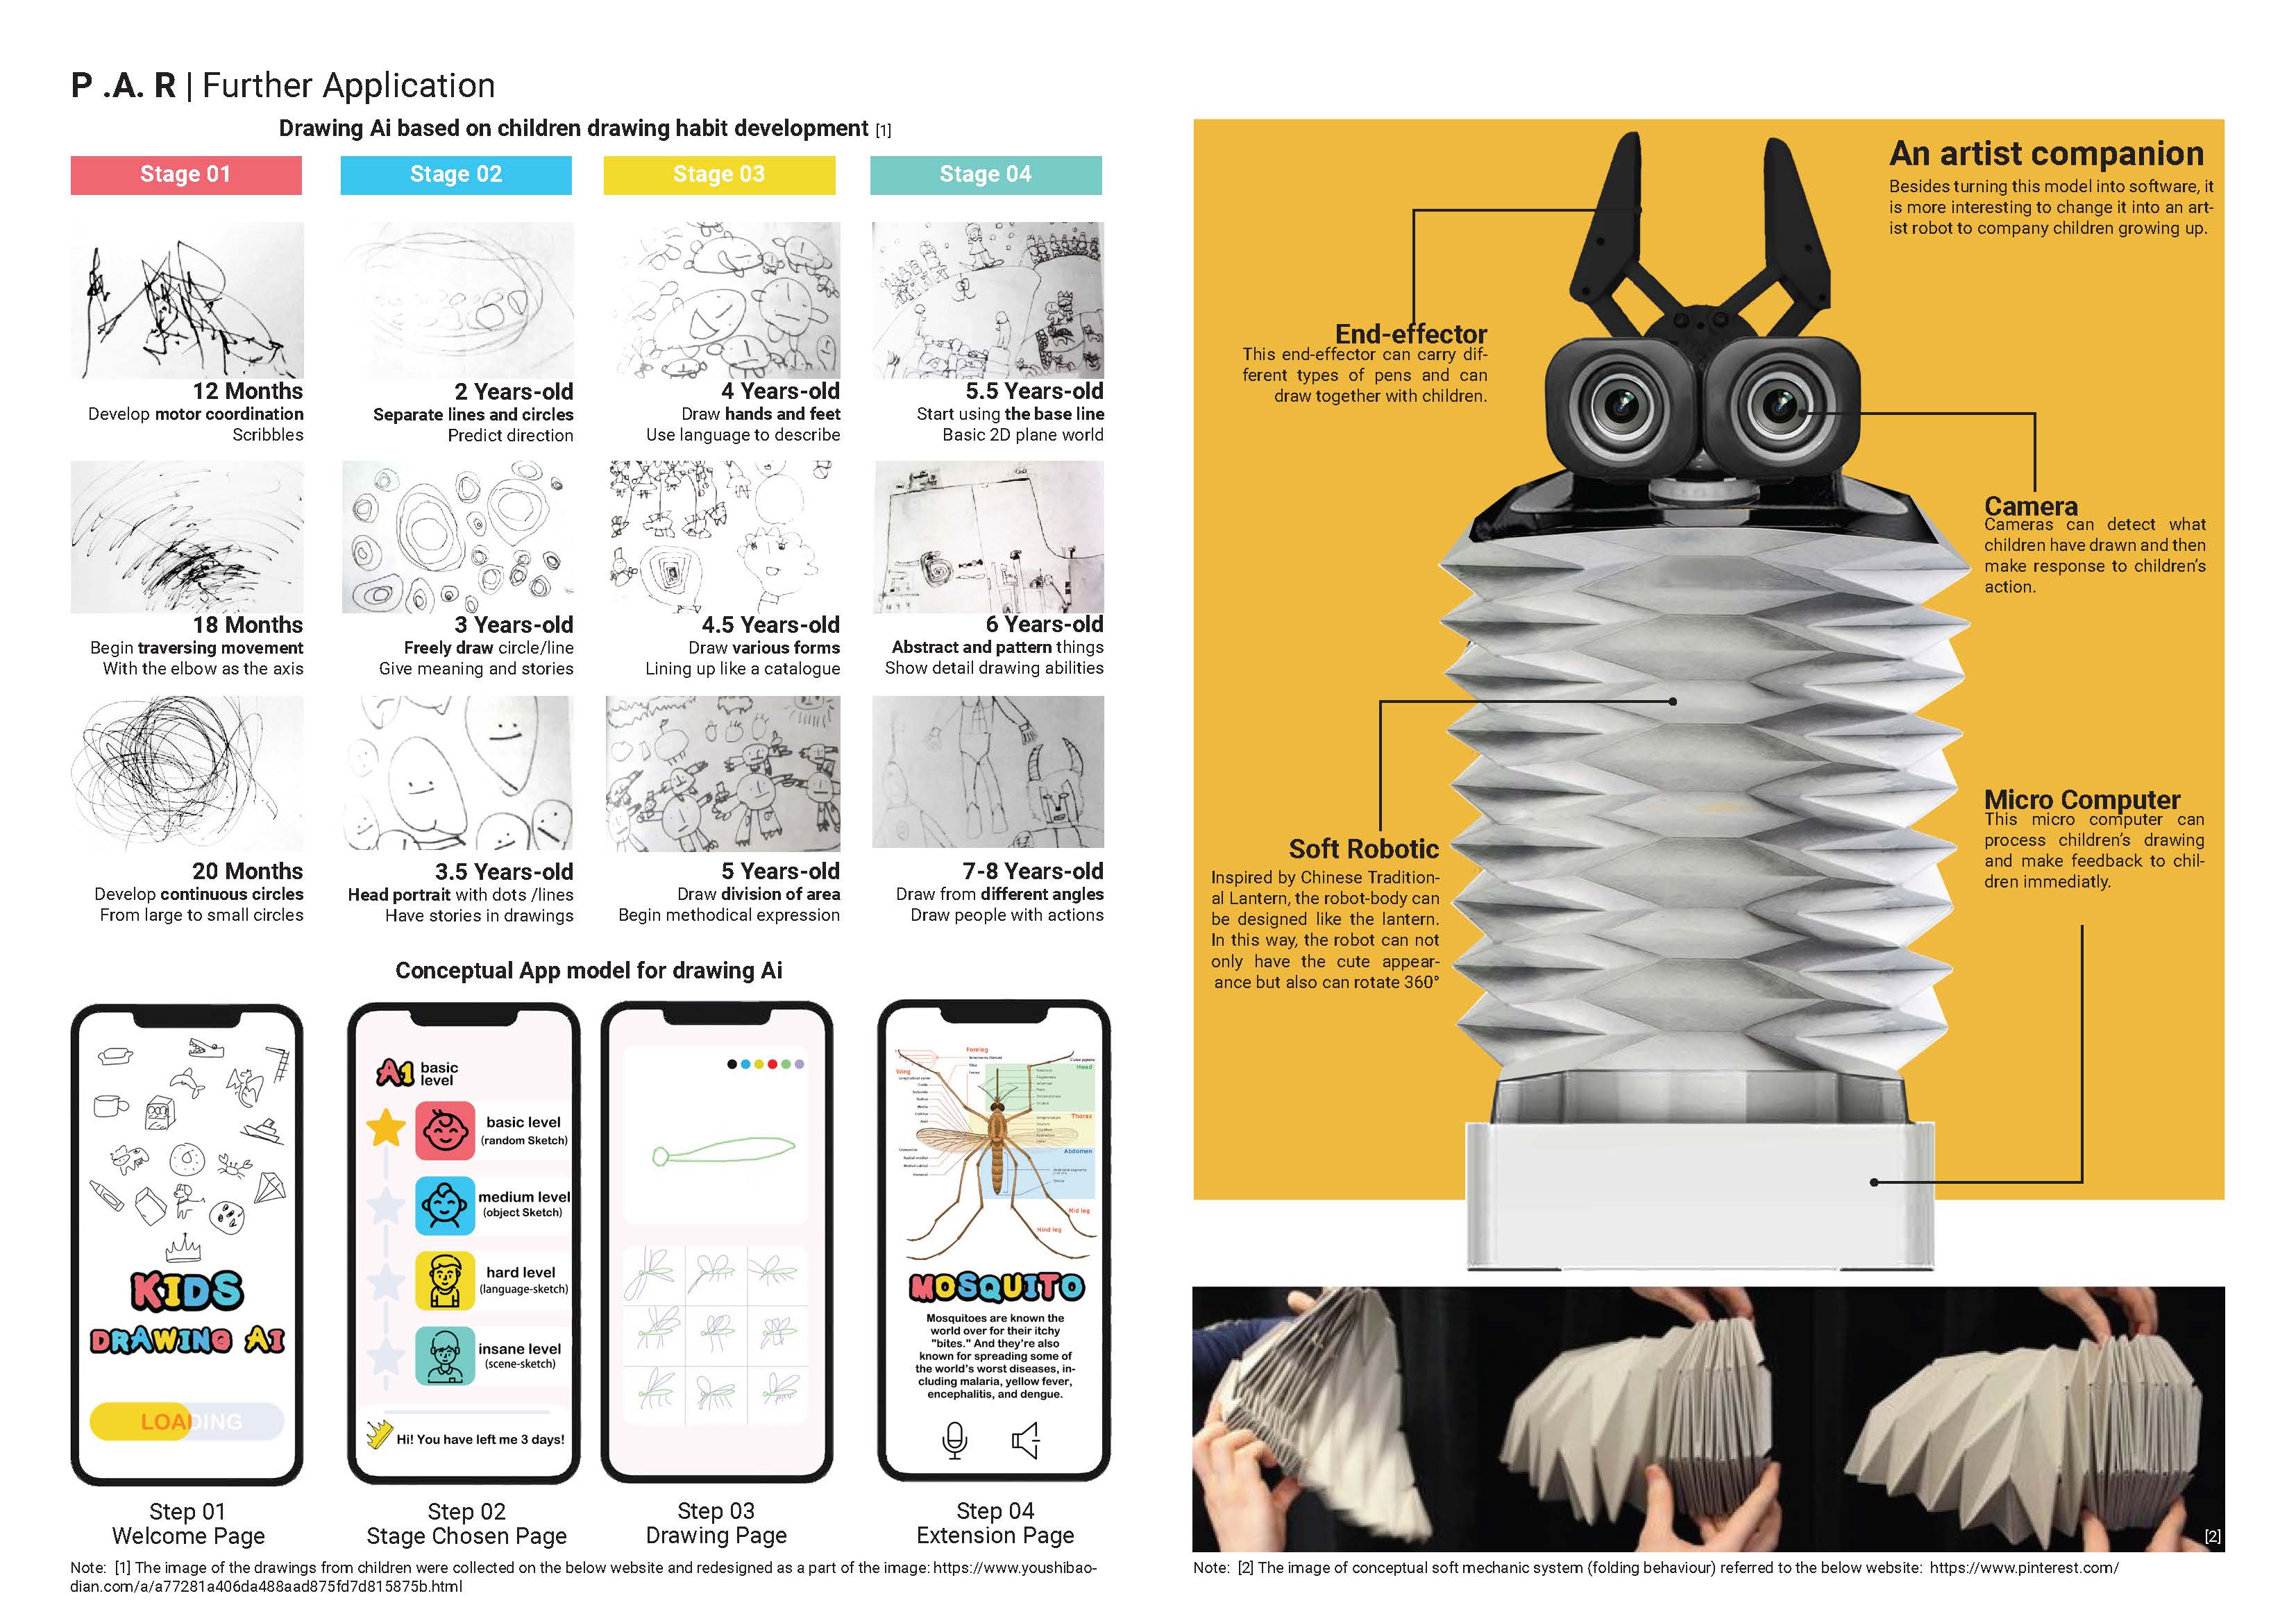 P .A. R | Further Application
Drawing Ai based on children drawing habit development [1]
Stage 01
Stage 02
Stage 03
Stage 04
12 Months
Develop motor coordination
Scribbles
2 Years-old
Separate lines and circles
Predict direction
4 Years-old
Draw hands and feet
Use language to describe
5.5 Years-old
Start using the base line
Basic 2D plane world
18 Months
Begin traversing movement
With the elbow as the axis
3 Years-old
Freely draw circle/line
Give meaning and stories
4.5 Years-old
Draw various forms
Lining up like a catalogue
6 Years-old
Abstract and pattern things
Show detail drawing abilities
20 Months
Develop continuous circles
From large to small circles
3.5 Years-old
Head portrait with dots /lines
Have stories in drawings
5 Years-old
Draw division of area
Begin methodical expression
7-8 Years-old
Draw from different angles
Draw people with actions
Conceptual App model for drawing Ai
KIDS
DRAWING AI
LOADING
A1 basic
level
basic level
(random Sketch)
medium level
(object Sketch)
hard level
(language-sketch)
insane level
(scene-sketch)
Hi! You have left me 3 days!
Foreleg
Wing
Head
Thorax
Abdomen
Mid leg
Hind leg
MOSQUITO
Mosquitoes are known the
world over for their itchy
"bites." And they're also
known for spreading some of
the world's worst diseases, in-
cluding malaria, yellow fever,
encephalitis, and dengue.
Step 01
Welcome Page
Step 02
Stage Chosen Page
Step 03
Drawing Page
Step 04
Extension Page
Note: [1] The image of the drawings from children were collected on the below website and redesigned as a part of the image: https://www.youshibao-
dian.com/a/a77281a406da488aad875fd7d815875b.html
An artist companion
Besides turning this model into software, it
is more interesting to change it into an art-
ist robot to company children growing up.
End-effector
This end-effector can carry dif-
ferent types of pens and can
draw together with children.
Camera
Cameras can detect what
children have drawn and then
make response to children's
action.
Soft Robotic
Inspired by Chinese Tradition-
al Lantern, the robot-body can
be designed like the lantern.
In this way, the robot can not
only have the cute appear-
ance but also can rotate 360°
Micro Computer
This micro computer can
process children's drawing
and make feedback to chil-
dren immediatly.
[2]
Note: [2] The image of conceptual soft mechanic system (folding behaviour) referred to the below website: https://www.pinterest.com/